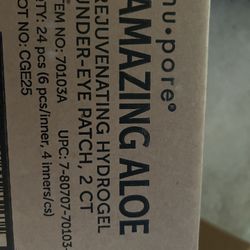 nu·pore®
AMAZING ALOE
REJUVENATING HYDROGEL
UNDER-EYE PATCH, 2 CT
ITEM NO: 70103A UPC: 7-80707-70103-
QTY: 24 pcs (6 pcs/inner, 4 inners/cs)
LOT NO: CGE25